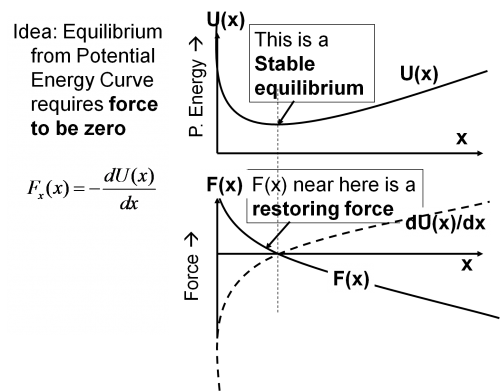 Idea: Equilibrium
from Potential
Energy Curve
requires force
to be zero
F_x(x) = -dU(x)/dx
U(x)
P. Energy →
This is a
Stable
equilibrium
U(x)
x
F(x)
F(x) near here is a
restoring force
dU(x)/dx
Force →
x
F(x)